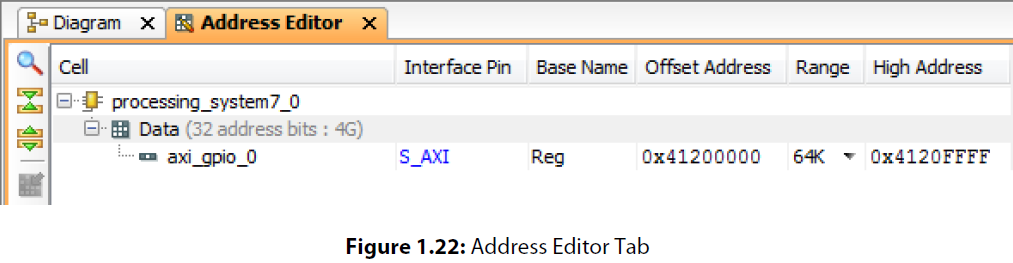 Diagram Address Editor
Cell Interface Pin Base Name Offset Address Range High Address
processing_system7_0
Data (32 address bits : 4G)
axi_gpio_0 S_AXI Reg 0x41200000 64K 0x4120FFFF
Figure 1.22: Address Editor Tab